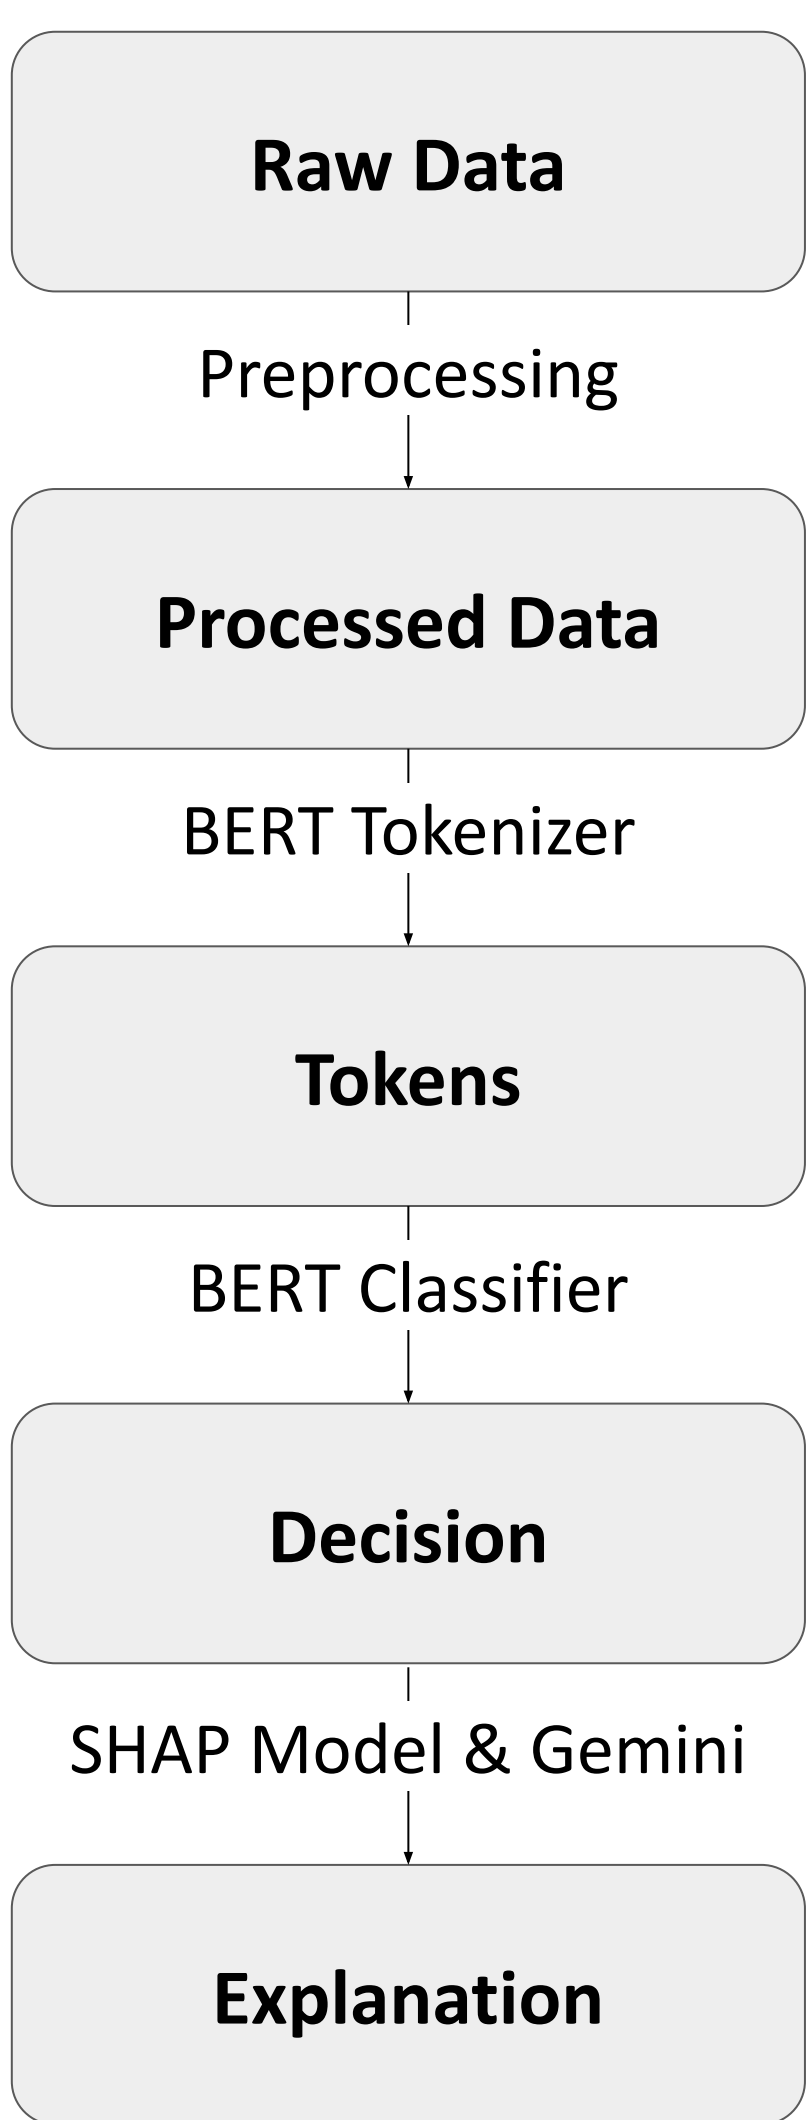 Raw Data
Preprocessing
Processed Data
BERT Tokenizer
Tokens
BERT Classifier
Decision
SHAP Model & Gemini
Explanation